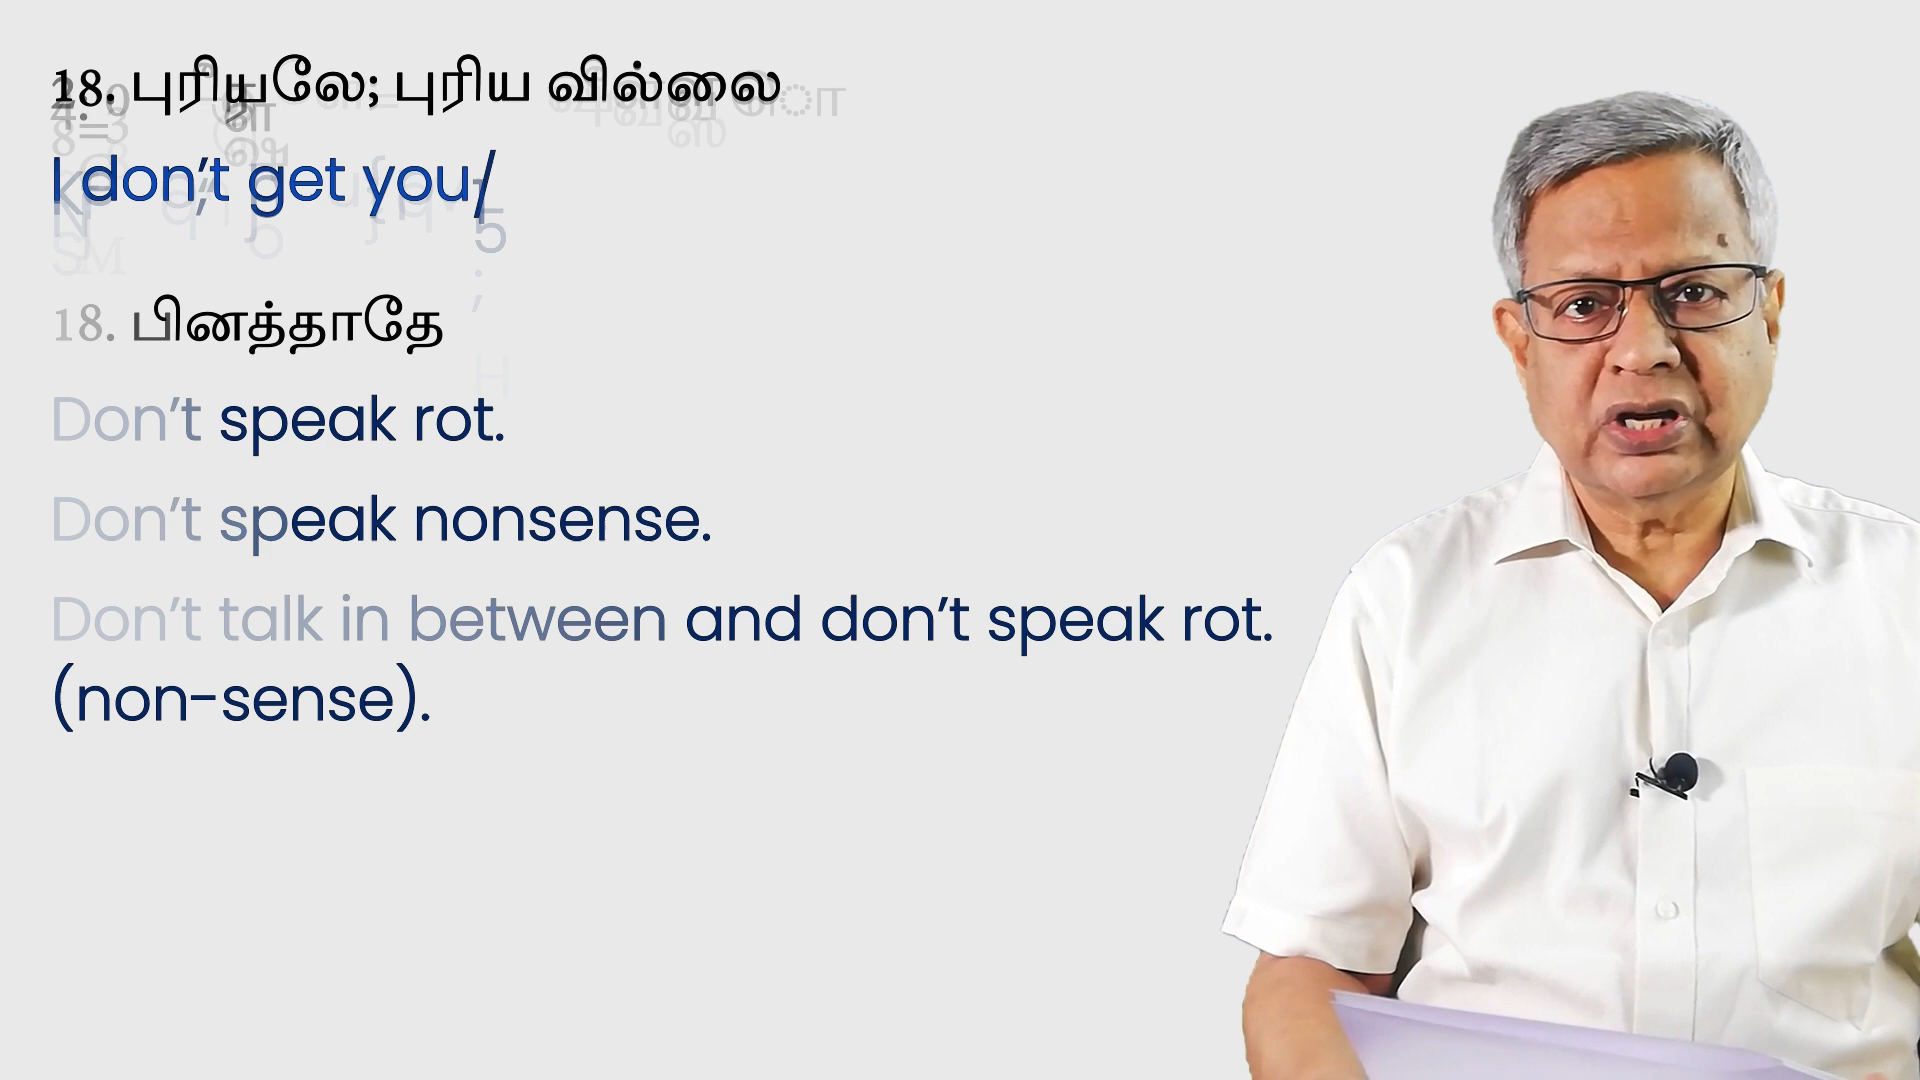 18. புரியலே; புரிய வில்லை
I don't get you/
18. பினத்தாதே
Don't speak rot.
Don't speak nonsense.
Don't talk in between and don't speak rot.
(non-sense).